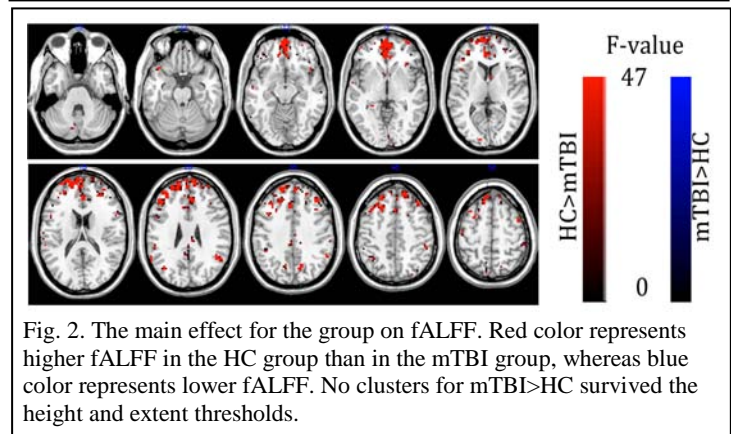 F-value
47
HC>mTBI
mTBI>HC
0
Fig. 2. The main effect for the group on fALFF. Red color represents
higher fALFF in the HC group than in the mTBI group, whereas blue
color represents lower fALFF. No clusters for mTBI>HC survived the
height and extent thresholds.